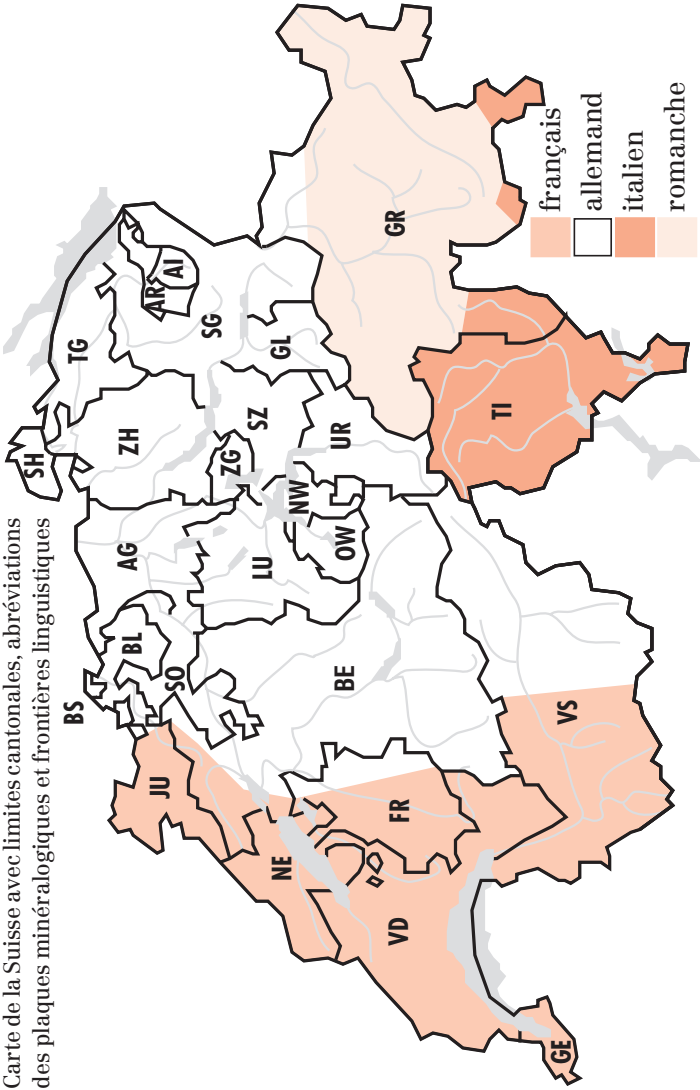 Carte de la Suisse avec limites cantonales, abréviations
des plaques minéralogiques et frontières linguistiques
SH
BS
TG
BL
AG
ZH
AR
AI
JU
SO
SG
ZG
SZ
GL
LU
NW
NE
BE
OW
UR
GR
FR
VD
TI
VS
GE
français
allemand
italien
romanche